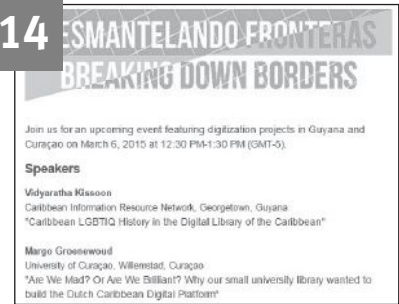 14
ESMANTELANDO FRONTERAS
BREAKING DOWN BORDERS
Join us for an upcoming event featuring digitization projects in Guyana and
Curaçao on March 6, 2015 at 12:30 PM-1:30 PM (GMT-5).
Speakers
Vidyaratha Kissoon
Caribbean Information Resource Network, Georgetown, Guyana
"Caribbean LGBTIQ History in the Digital Library of the Caribbean"
Margo Groenewoud
University of Curaçao, Willemstad, Curaçao
"Are We Mad? Or Are We Brilliant? Why our small university library wanted to
build the Dutch Caribbean Digital Platform"